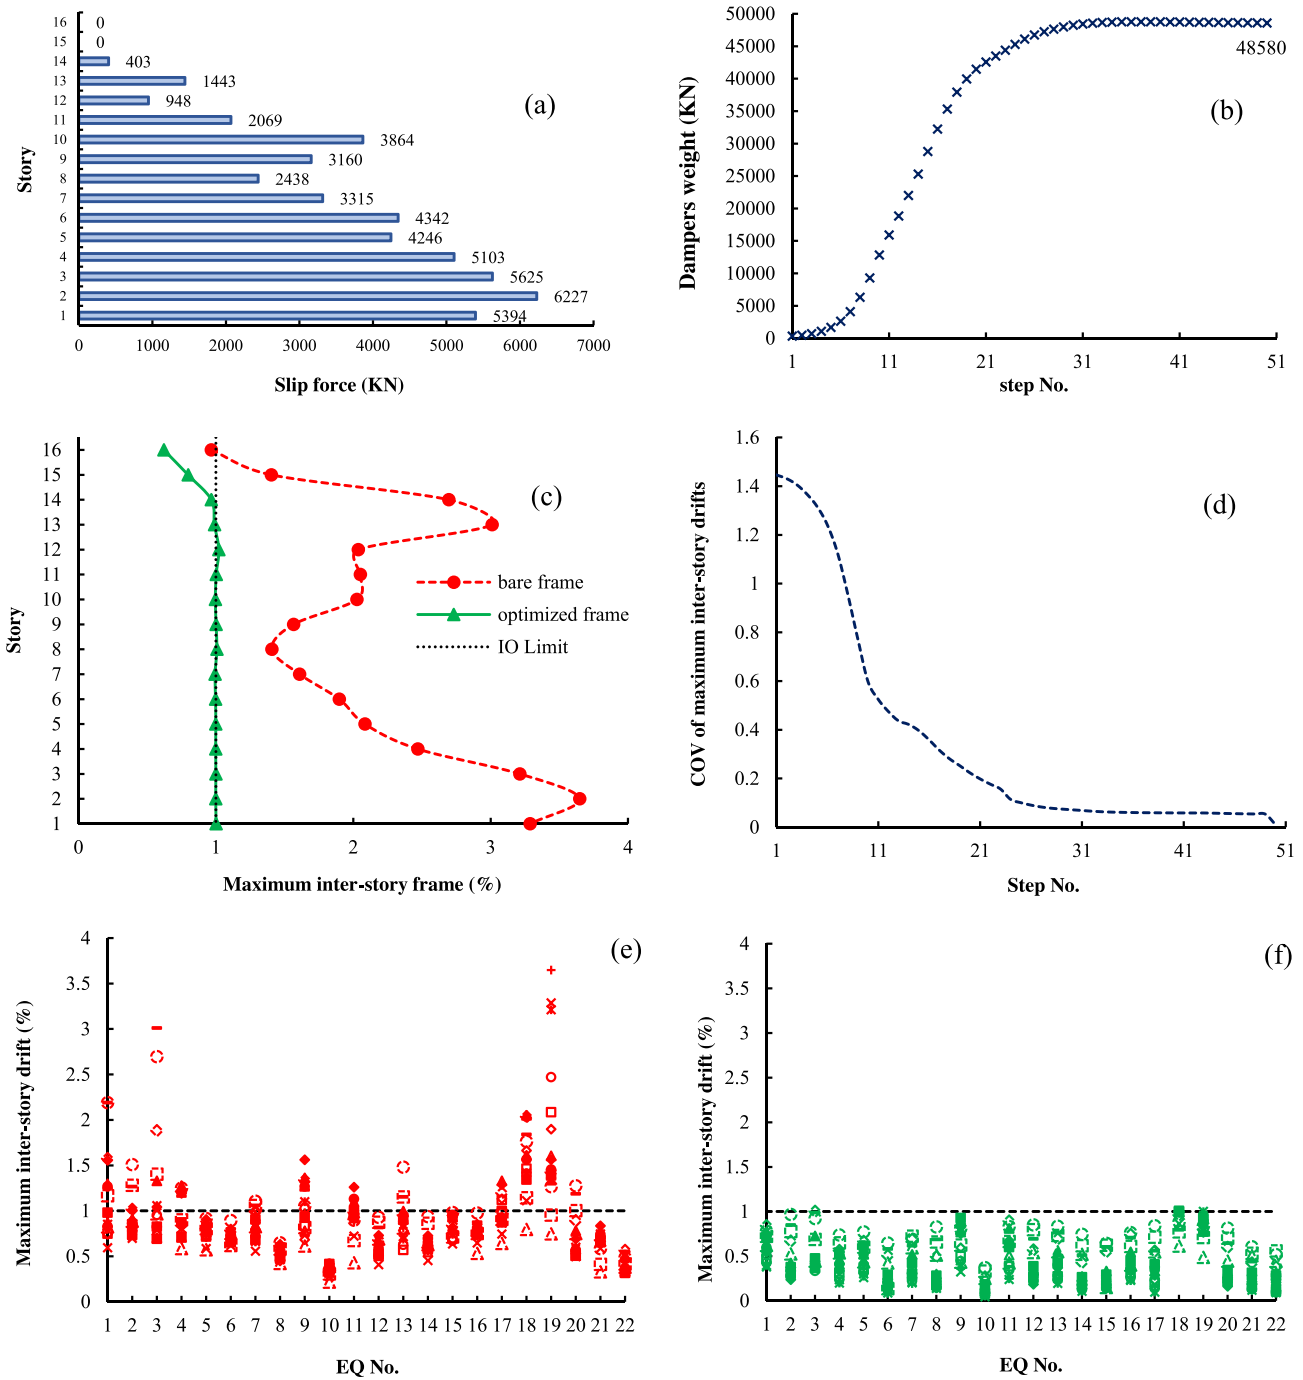 16 0
15 0
14 403
13 1443
12 948
11 2069
10 3864
9 3160
8 2438
7 3315
6 4342
5 4246
4 5103
3 5625
2 6227
1 5394
0 1000 2000 3000 4000 5000 6000 7000
Slip force (KN)
Story
(a)
50000
45000
40000
35000
30000
25000
20000
15000
10000
5000
0
1 11 21 31 41 51
step No.
Dampers weight (KN)
48580
(b)
16
15
14
13
12
11
10
9
8
7
6
5
4
3
2
1
0 1 2 3 4
Maximum inter-story frame (%)
Story
(c)
bare frame
optimized frame
IO Limit
1.6
1.4
1.2
1
0.8
0.6
0.4
0.2
0
1 11 21 31 41 51
Step No.
COV of maximum inter-story drifts
(d)
4
3.5
3
2.5
2
1.5
1
0.5
0
1 2 3 4 5 6 7 8 9 10 11 12 13 14 15 16 17 18 19 20 21 22
EQ No.
Maximum inter-story drift (%)
(e)
4
3.5
3
2.5
2
1.5
1
0.5
0
1 2 3 4 5 6 7 8 9 10 11 12 13 14 15 16 17 18 19 20 21 22
EQ No.
Maximum inter-story drift (%)
(f)